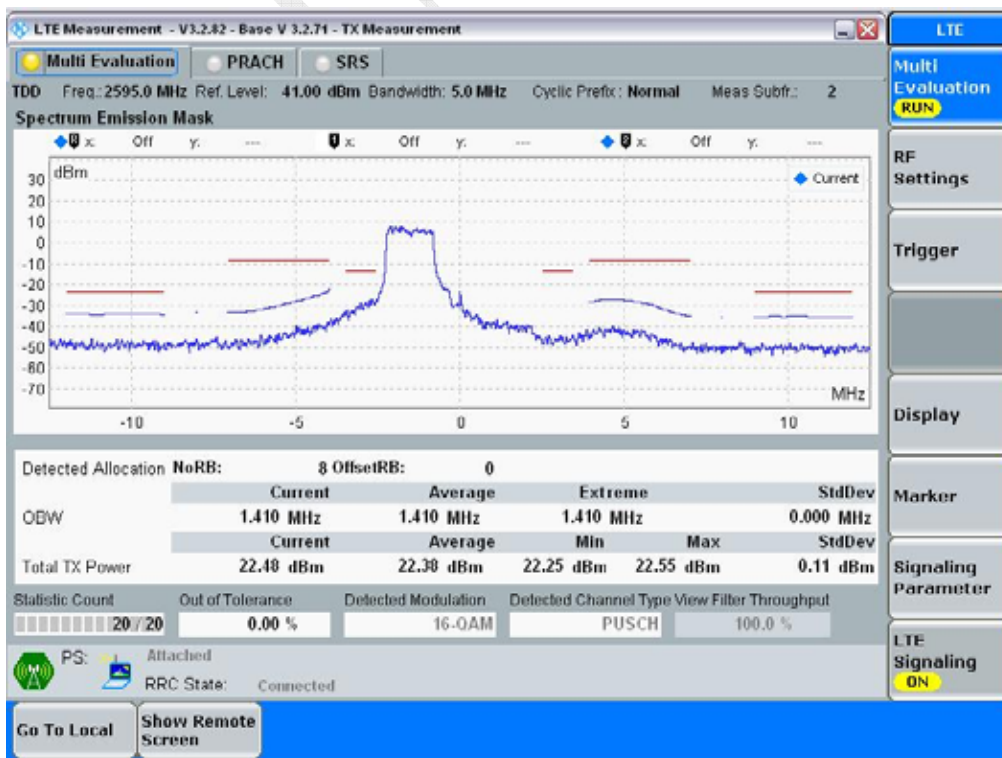 LTE Measurement - V3.2.82 - Base V 3.2.71 - TX Measurement
LTE
Multi Evaluation PRACH SRS
Multi Evaluation RUN
TDD Freq.: 2595.0 MHz Ref. Level: 41.00 dBm Bandwidth: 5.0 MHz Cyclic Prefix: Normal Meas Subfr.: 2
Spectrum Emission Mask
x: Off y: --- 1 x: Off y: --- 2 x: Off y: ---
dBm
Current
30
20
10
0
-10
-20
-30
-40
-50
-60
-70
MHz
-10 -5 0 5 10
RF Settings
Trigger
Display
Marker
Signaling Parameter
LTE Signaling ON
Detected Allocation NoRB: 8 OffsetRB: 0
Current Average Extreme StdDev
OBW 1.410 MHz 1.410 MHz 1.410 MHz 0.000 MHz
Current Average Min Max StdDev
Total TX Power 22.48 dBm 22.38 dBm 22.25 dBm 22.55 dBm 0.11 dBm
Statistic Count Out of Tolerance Detected Modulation Detected Channel Type View Filter Throughput
20 / 20 0.00 % 16-QAM PUSCH 100.0 %
PS: Attached
RRC State: Connected
Go To Local
Show Remote Screen